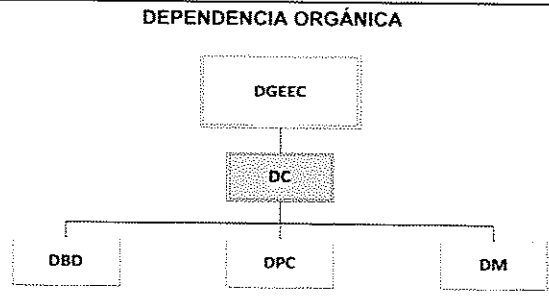 DEPENDENCIA ORGÁNICA
DGEEC
DC
DBD
DPC
DM